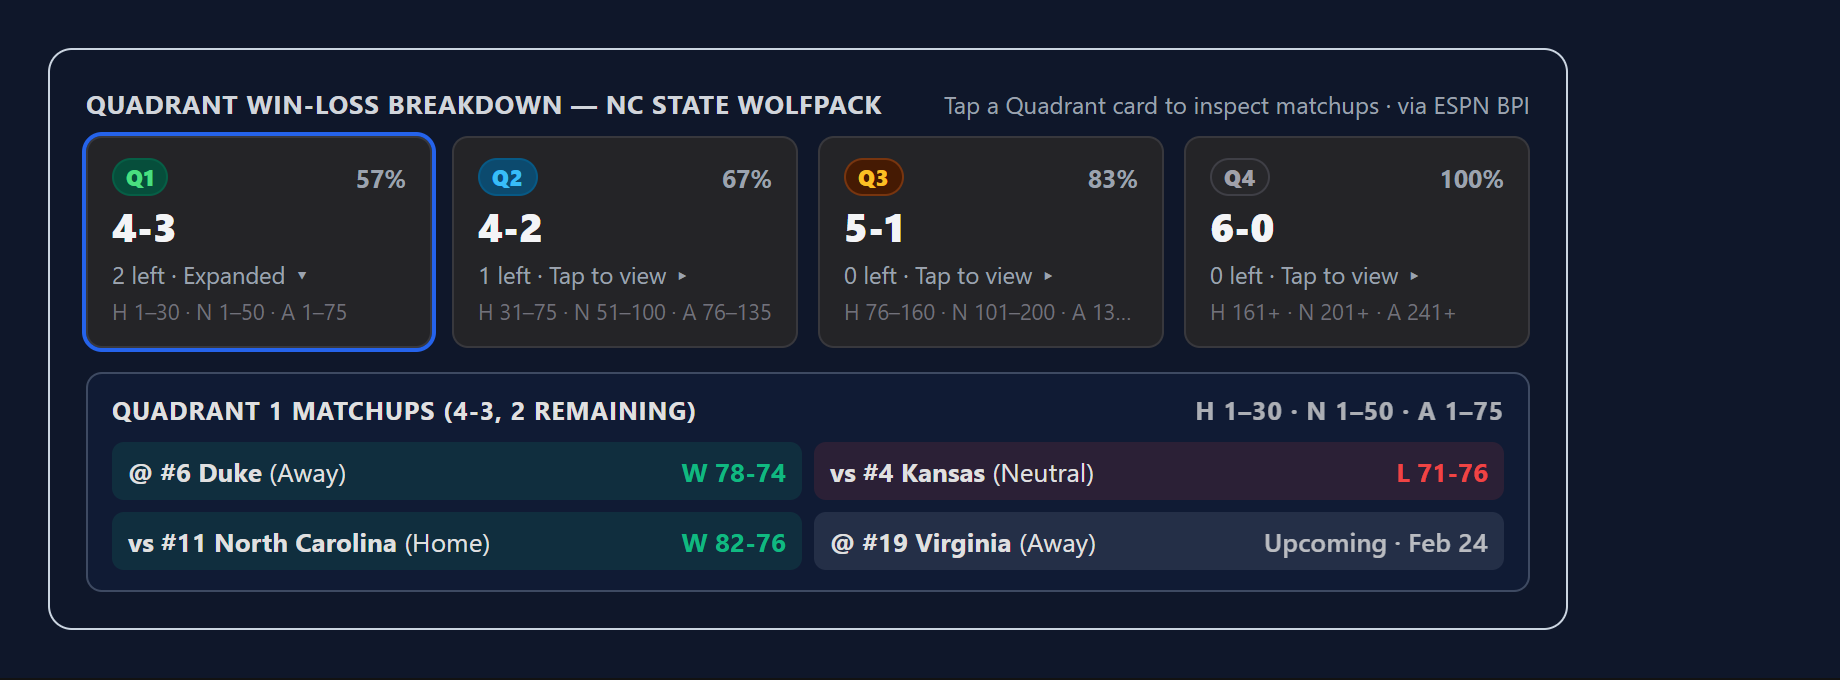 QUADRANT WIN-LOSS BREAKDOWN — NC STATE WOLFPACK
Tap a Quadrant card to inspect matchups · via ESPN BPI
Q1 57%
4-3
2 left · Expanded ▾
H 1–30 · N 1–50 · A 1–75
Q2 67%
4-2
1 left · Tap to view ▸
H 31–75 · N 51–100 · A 76–135
Q3 83%
5-1
0 left · Tap to view ▸
H 76–160 · N 101–200 · A 13...
Q4 100%
6-0
0 left · Tap to view ▸
H 161+ · N 201+ · A 241+
QUADRANT 1 MATCHUPS (4-3, 2 REMAINING)
H 1–30 · N 1–50 · A 1–75
@ #6 Duke (Away) W 78-74
vs #4 Kansas (Neutral) L 71-76
vs #11 North Carolina (Home) W 82-76
@ #19 Virginia (Away) Upcoming · Feb 24